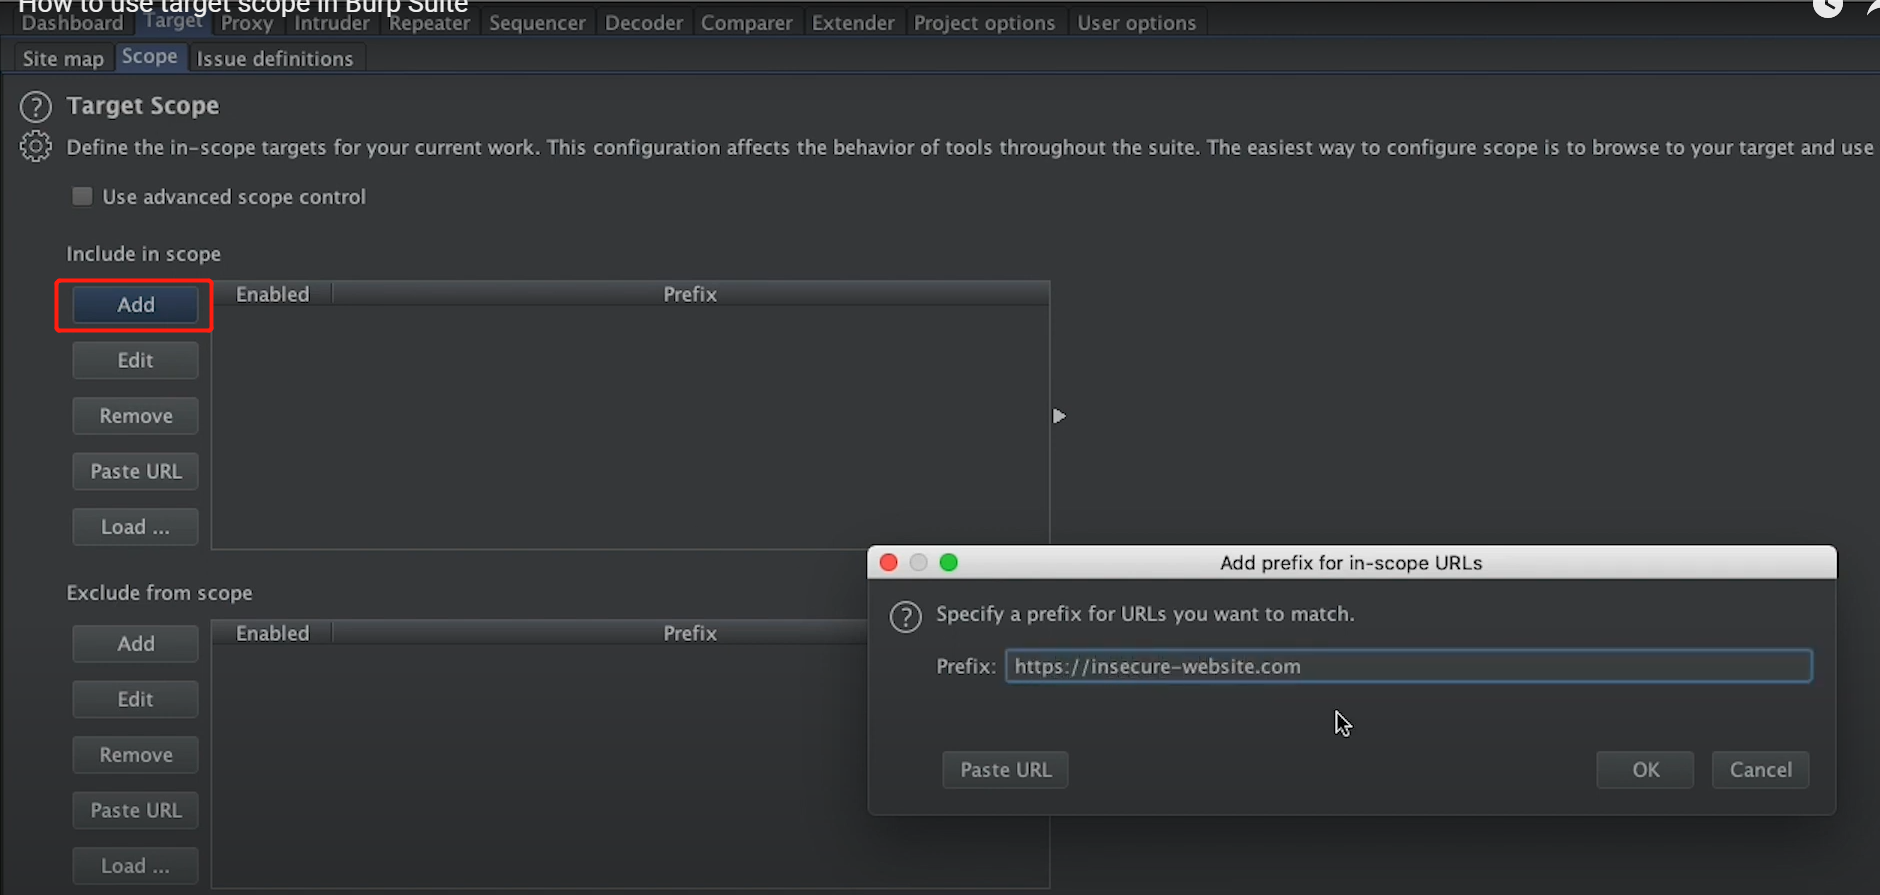 How to use target scope in Burp Suite
Dashboard Target Proxy Intruder Repeater Sequencer Decoder Comparer Extender Project options User options
Site map Scope Issue definitions
? Target Scope
Define the in-scope targets for your current work. This configuration affects the behavior of tools throughout the suite. The easiest way to configure scope is to browse to your target and use
Use advanced scope control
Include in scope
Add Enabled Prefix
Edit
Remove
Paste URL
Load ...
Exclude from scope
Add Enabled Prefix
Edit
Remove
Paste URL
Load ...
Add prefix for in-scope URLs
? Specify a prefix for URLs you want to match.
Prefix: https://insecure-website.com
Paste URL OK Cancel